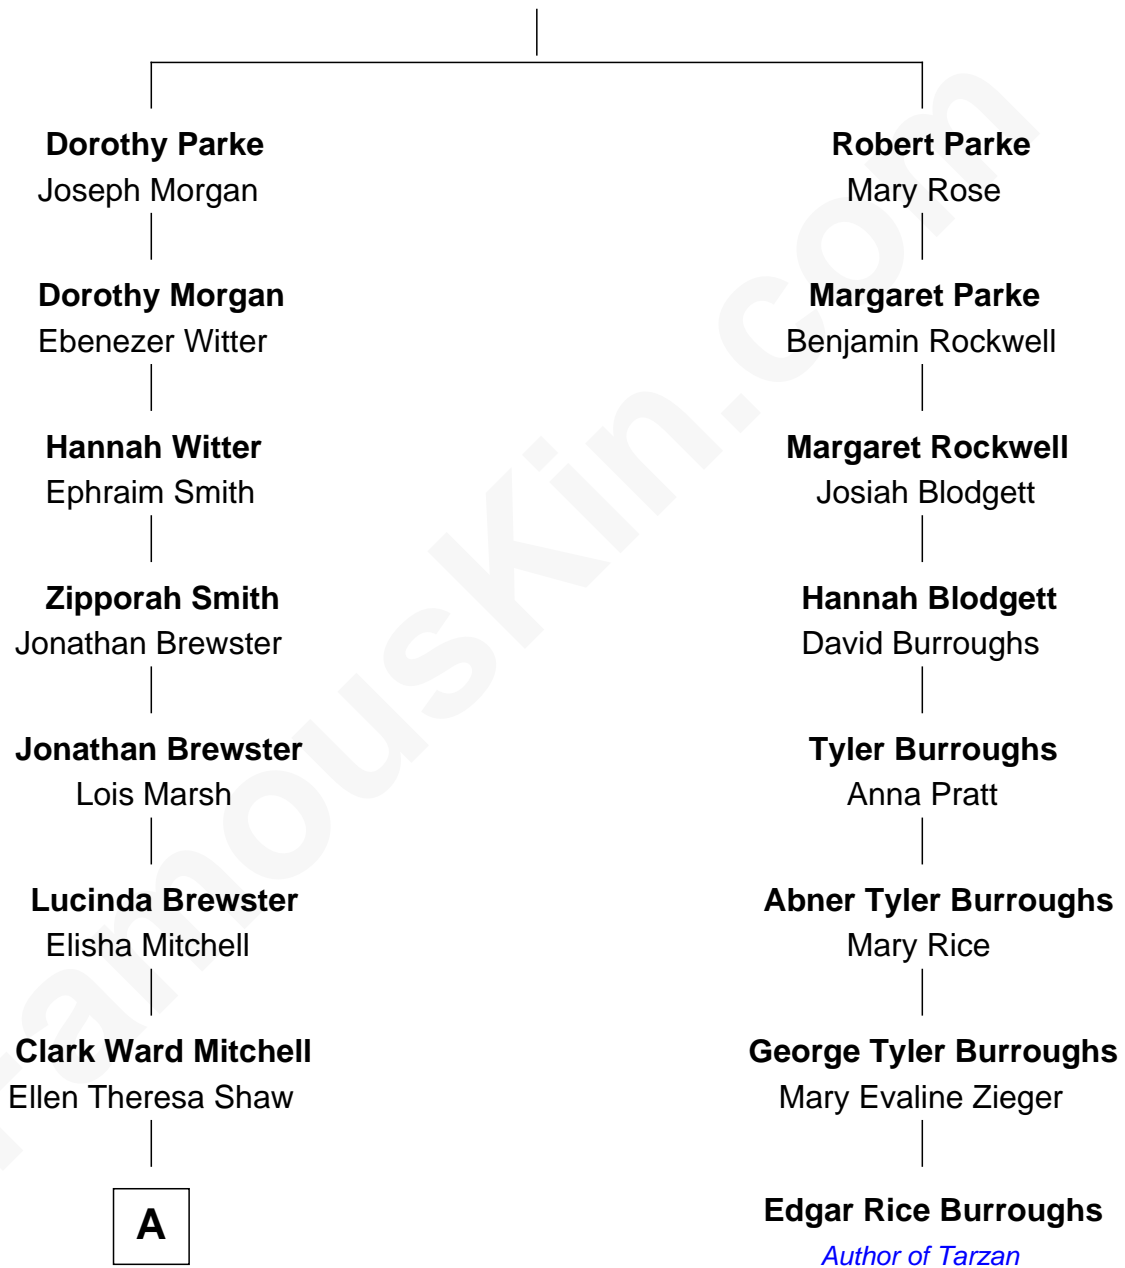 Dorothy Parke
Joseph Morgan
Dorothy Morgan
Ebenezer Witter
Hannah Witter
Ephraim Smith
Zipporah Smith
Jonathan Brewster
Jonathan Brewster
Lois Marsh
Lucinda Brewster
Elisha Mitchell
Clark Ward Mitchell
Ellen Theresa Shaw
A
Robert Parke
Mary Rose
Margaret Parke
Benjamin Rockwell
Margaret Rockwell
Josiah Blodgett
Hannah Blodgett
David Burroughs
Tyler Burroughs
Anna Pratt
Abner Tyler Burroughs
Mary Rice
George Tyler Burroughs
Mary Evaline Zieger
Edgar Rice Burroughs
Author of Tarzan
FamousKin.com